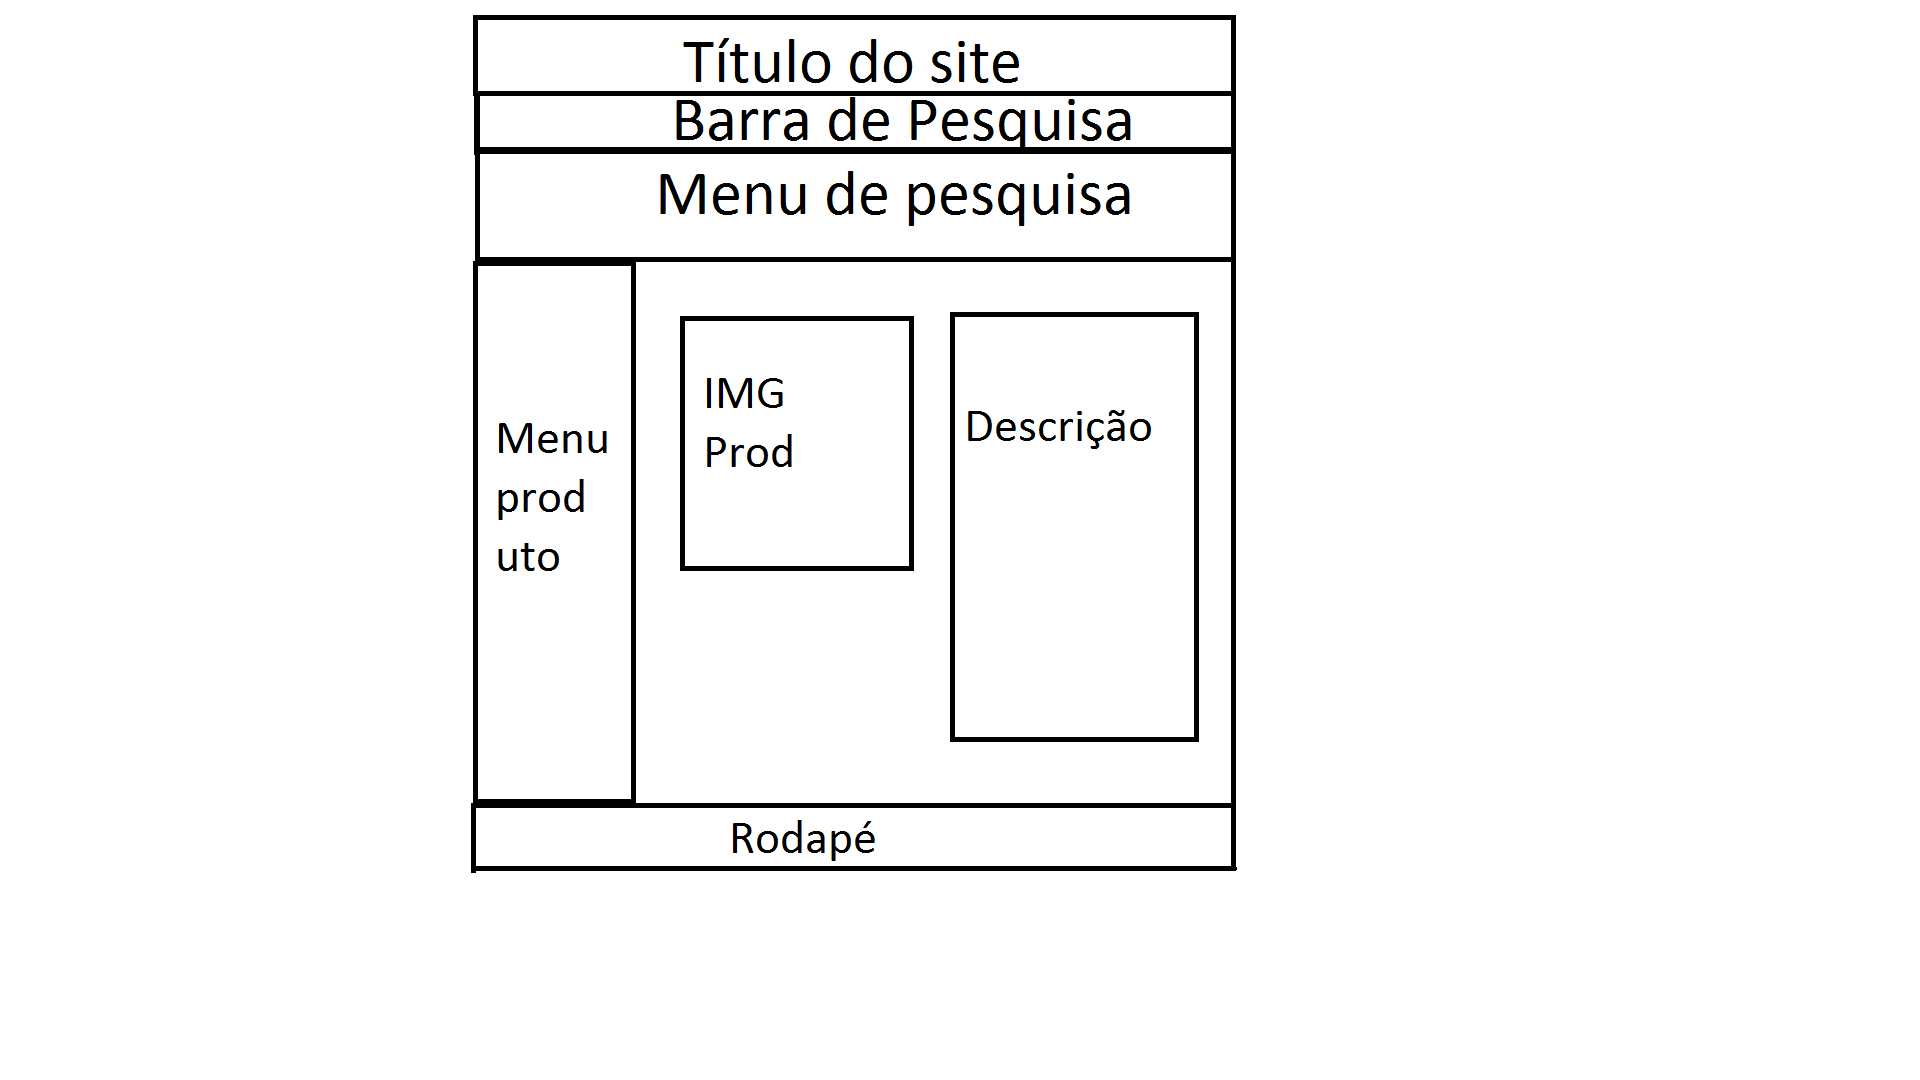 Título do site
Barra de Pesquisa
Menu de pesquisa
Menu
prod
uto
IMG
Prod
Descrição
Rodapé